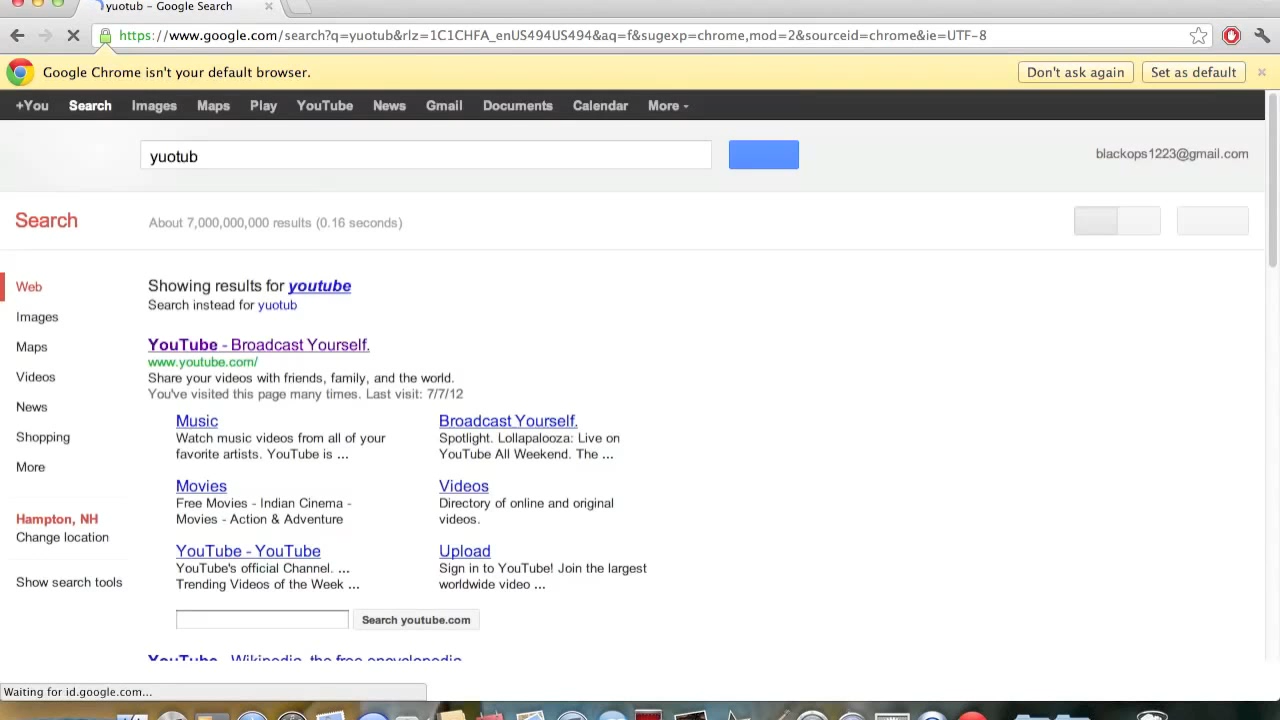 yuotub - Google Search
https://www.google.com/search?q=yuotub&rlz=1C1CHFA_enUS494US494&aq=f&sugexp=chrome,mod=2&sourceid=chrome&ie=UTF-8
Google Chrome isn't your default browser. Don't ask again Set as default
+You Search Images Maps Play YouTube News Gmail Documents Calendar More
yuotub
blackops1223@gmail.com
Search
About 7,000,000,000 results (0.16 seconds)
Web
Images
Maps
Videos
News
Shopping
More
Hampton, NH
Change location
Show search tools
Showing results for youtube
Search instead for yuotub
YouTube - Broadcast Yourself.
www.youtube.com/
Share your videos with friends, family, and the world.
You've visited this page many times. Last visit: 7/7/12
Music
Watch music videos from all of your
favorite artists. YouTube is ...
Broadcast Yourself.
Spotlight. Lollapalooza: Live on
YouTube All Weekend. The ...
Movies
Free Movies - Indian Cinema -
Movies - Action & Adventure
Videos
Directory of online and original
videos.
YouTube - YouTube
YouTube's official Channel. ...
Trending Videos of the Week ...
Upload
Sign in to YouTube! Join the largest
worldwide video ...
Search youtube.com
YouTube - Wikipedia, the free encyclopedia
Waiting for id.google.com...